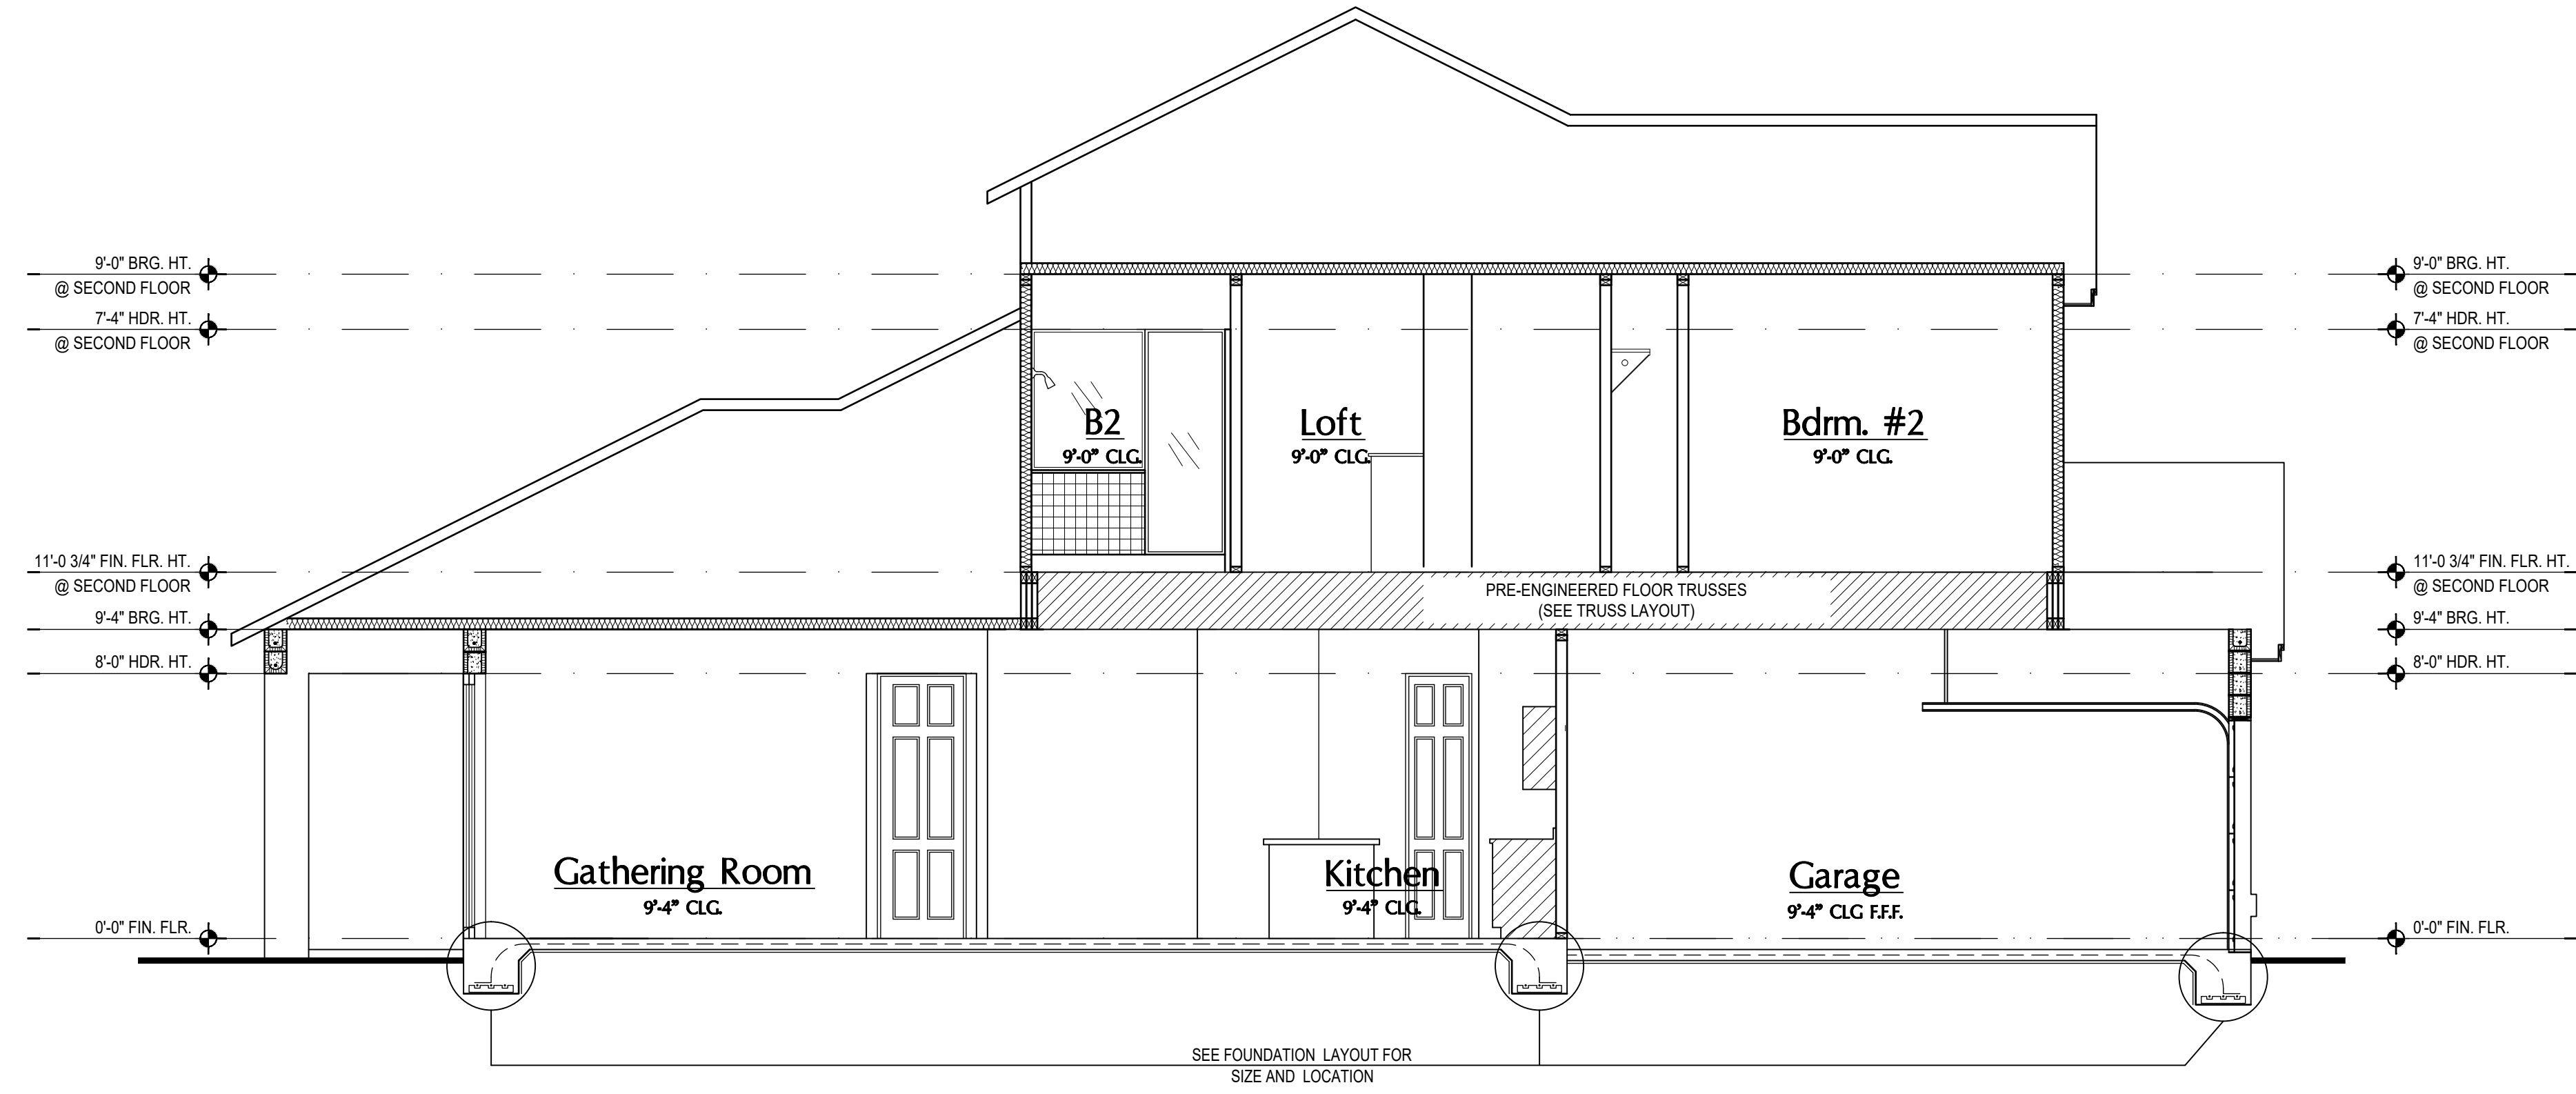 9'-0" BRG. HT.
@ SECOND FLOOR
7'-4" HDR. HT.
@ SECOND FLOOR
11'-0 3/4" FIN. FLR. HT.
@ SECOND FLOOR
9'-4" BRG. HT.
8'-0" HDR. HT.
0'-0" FIN. FLR.
B2
9'-0" CLG.
Loft
9'-0" CLG.
Bdrm. #2
9'-0" CLG.
PRE-ENGINEERED FLOOR TRUSSES
(SEE TRUSS LAYOUT)
Gathering Room
9'-4" CLG.
Kitchen
9'-4" CLG.
Garage
9'-4" CLG F.F.F.
SEE FOUNDATION LAYOUT FOR
SIZE AND LOCATION
9'-0" BRG. HT.
@ SECOND FLOOR
7'-4" HDR. HT.
@ SECOND FLOOR
11'-0 3/4" FIN. FLR. HT.
@ SECOND FLOOR
9'-4" BRG. HT.
8'-0" HDR. HT.
0'-0" FIN. FLR.